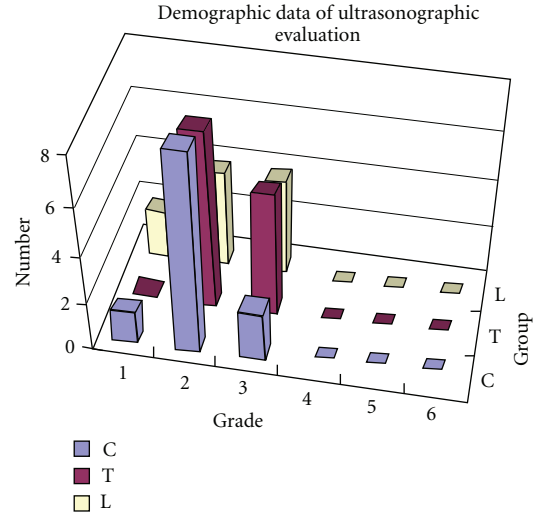 Demographic data of ultrasonographic
evaluation
8
6
4
2
0
Number
1 2 3 4 5 6
Grade
L
T
C
Group
C
T
L